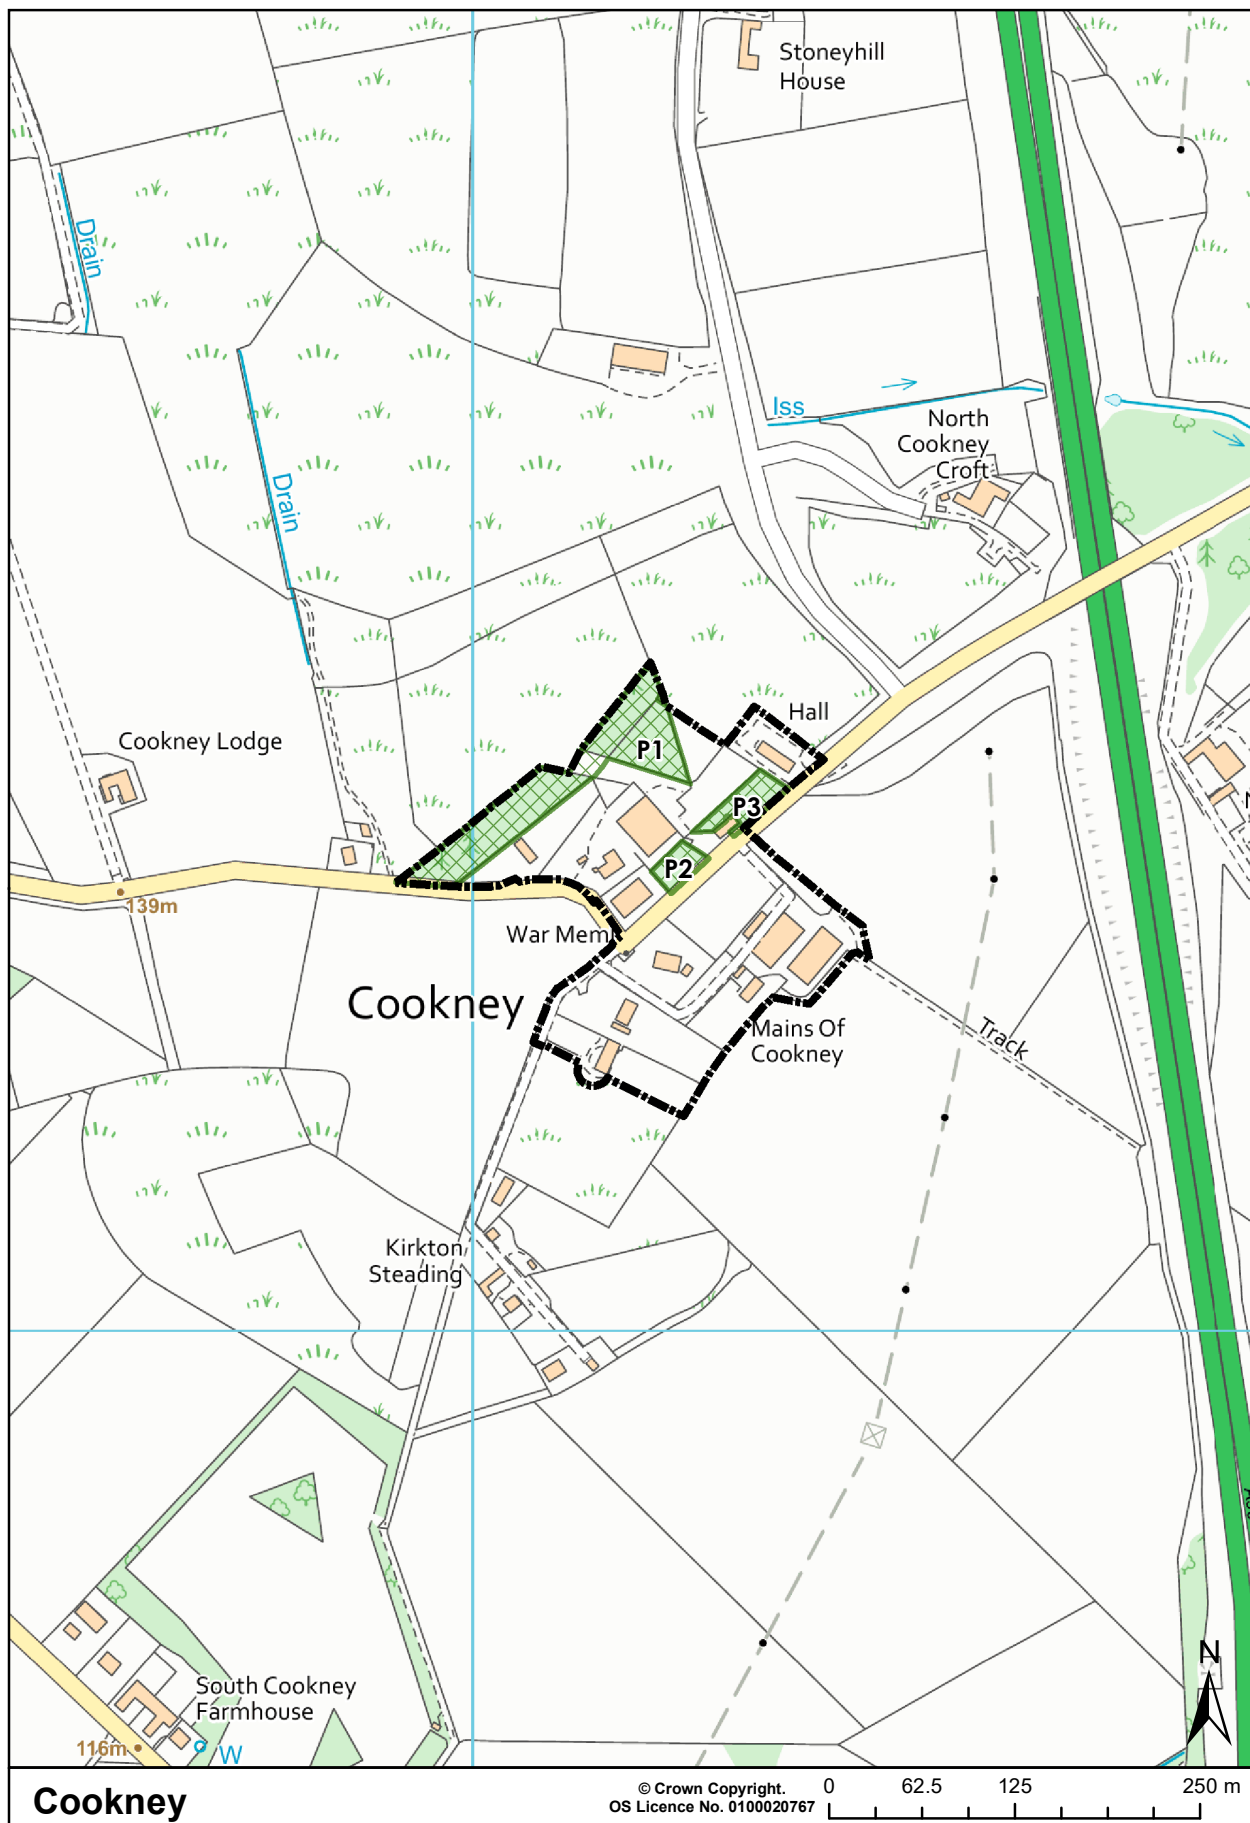 Stoneyhill
House
Drain
Iss
North
Cookney
Croft
Drain
Hall
Cookney Lodge
P1
P3
P2
139m
War Meml
Cookney
Mains Of
Cookney
Track
Kirkton
Steading
South Cookney
Farmhouse
116m
W
N
Cookney
© Crown Copyright.
OS Licence No. 0100020767
0 62.5 125 250 m